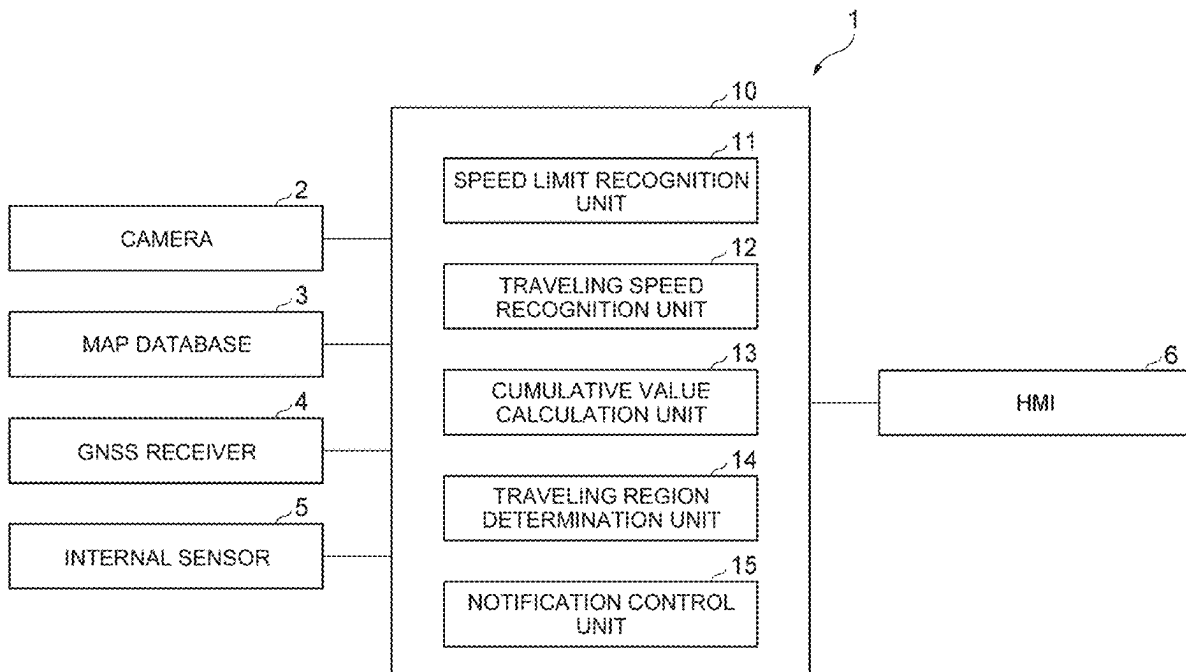 1
10
11
SPEED LIMIT RECOGNITION
UNIT
2
CAMERA
12
TRAVELING SPEED
RECOGNITION UNIT
3
MAP DATABASE
13
CUMULATIVE VALUE
CALCULATION UNIT
6
HMI
4
GNSS RECEIVER
14
TRAVELING REGION
DETERMINATION UNIT
5
INTERNAL SENSOR
15
NOTIFICATION CONTROL
UNIT